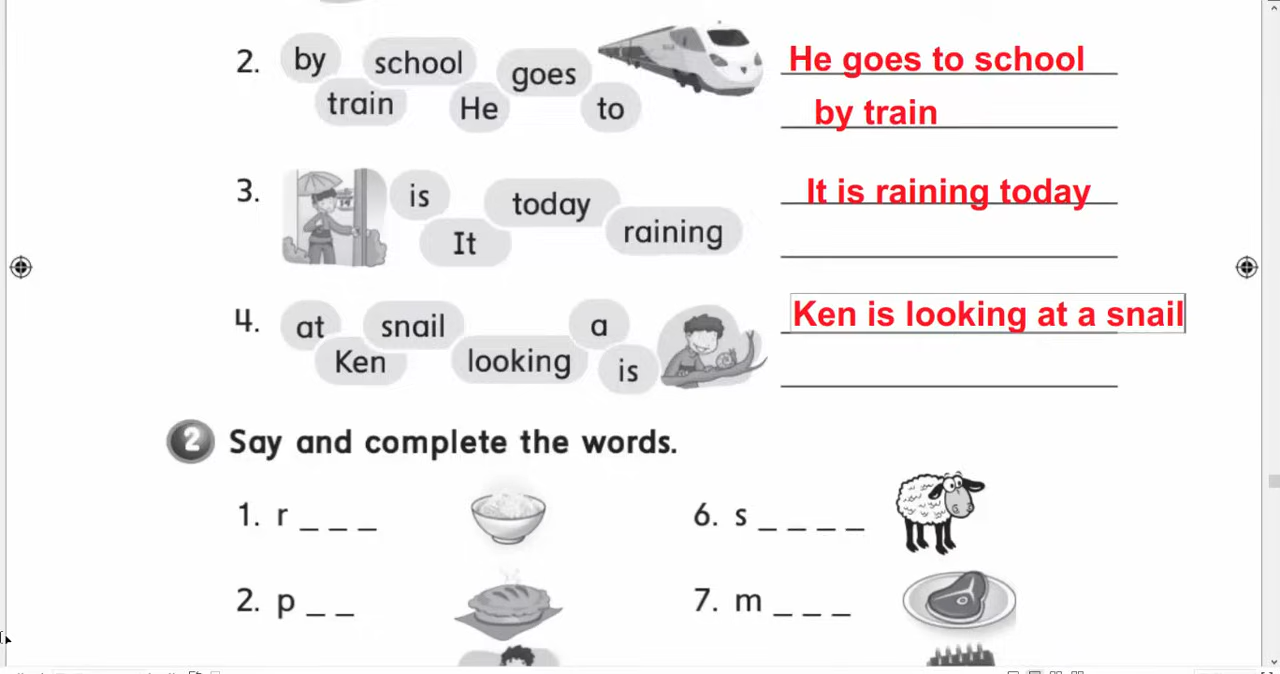 2. by school goes He goes to school
train He to by train
3. is today It is raining today
It raining
4. at snail a Ken is looking at a snail
Ken looking is
2 Say and complete the words.
1. r _ _ _ 6. s _ _ _ _
2. p _ _ 7. m _ _ _